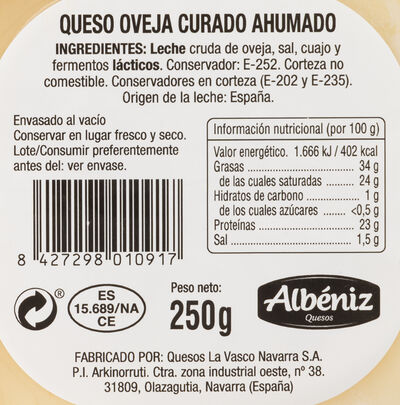 QUESO OVEJA CURADO AHUMADO
INGREDIENTES: Leche cruda de oveja, sal, cuajo y
fermentos lácticos. Conservador: E-252. Corteza no
comestible. Conservadores en corteza (E-202 y E-235).
Origen de la leche: España.
Envasado al vacío
Conservar en lugar fresco y seco.
Lote/Consumir preferentemente
antes del: ver envase.
Información nutricional (por 100 g)
Valor energético. 1.666 kJ / 402 kcal
Grasas 34 g
de las cuales saturadas 24 g
Hidratos de carbono 1 g
de los cuales azúcares <0,5 g
Proteínas 23 g
Sal 1,5 g
8 427298 010917
®
ES
15.689/NA
CE
Peso neto:
250g
Albéniz
Quesos
FABRICADO POR: Quesos La Vasco Navarra S.A.
P.I. Arkinorruti. Ctra. zona industrial oeste, nº 38.
31809, Olazagutia, Navarra (España)